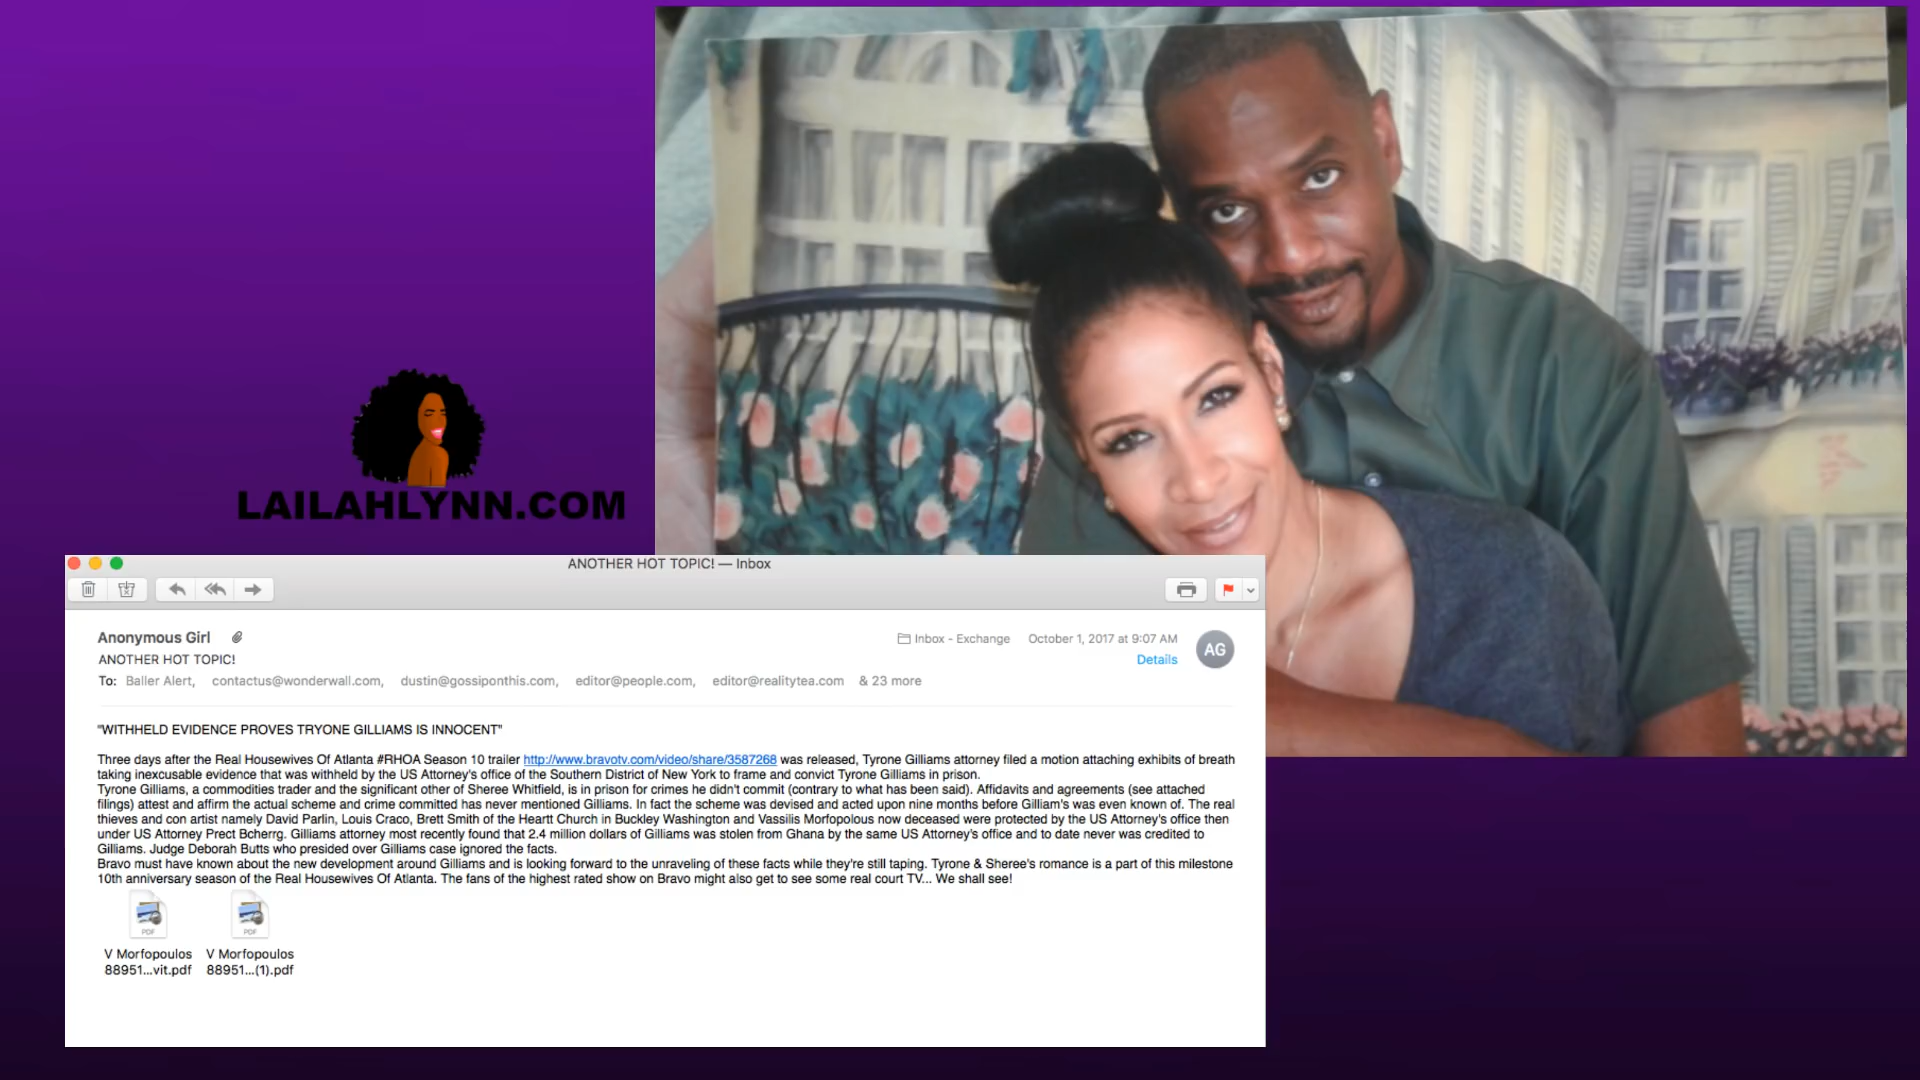 LAILAHLYNN.COM
ANOTHER HOT TOPIC! — Inbox
Anonymous Girl
Inbox - Exchange October 1, 2017 at 9:07 AM
AG
ANOTHER HOT TOPIC!
Details
To: Baller Alert, contactus@wonderwall.com, dustin@gossiponthis.com, editor@people.com, editor@realitytea.com & 23 more
"WITHHELD EVIDENCE PROVES TRYONE GILLIAMS IS INNOCENT"
Three days after the Real Housewives Of Atlanta #RHOA Season 10 trailer http://www.bravotv.com/video/share/3587268 was released, Tyrone Gilliams attorney filed a motion attaching exhibits of breath
taking inexcusable evidence that was withheld by the US Attorney's office of the Southern District of New York to frame and convict Tyrone Gilliams in prison.
Tyrone Gilliams, a commodities trader and the significant other of Sheree Whitfield, is in prison for crimes he didn't commit (contrary to what has been said). Affidavits and agreements (see attached
filings) attest and affirm the actual scheme and crime committed has never mentioned Gilliams. In fact the scheme was devised and acted upon nine months before Gilliam's was even known of. The real
thieves and con artist namely David Parlin, Louis Craco, Brett Smith of the Heartt Church in Buckley Washington and Vassilis Morfopolous now deceased were protected by the US Attorney's office then
under US Attorney Prect Bcherrg. Gilliams attorney most recently found that 2.4 million dollars of Gilliams was stolen from Ghana by the same US Attorney's office and to date never was credited to
Gilliams. Judge Deborah Butts who presided over Gilliams case ignored the facts.
Bravo must have known about the new development around Gilliams and is looking forward to the unraveling of these facts while they're still taping. Tyrone & Sheree's romance is a part of this milestone
10th anniversary season of the Real Housewives Of Atlanta. The fans of the highest rated show on Bravo might also get to see some real court TV... We shall see!
PDF PDF
V Morfopoulos V Morfopoulos
88951...vit.pdf 88951...(1).pdf